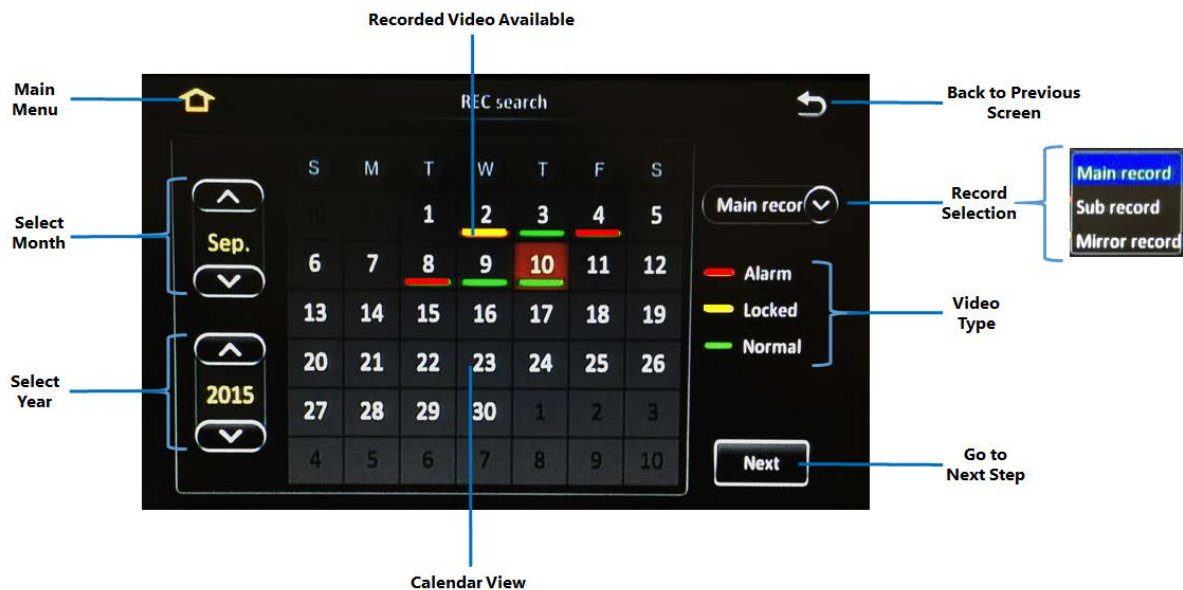 Recorded Video Available
Main
Menu
REC search
Back to Previous
Screen
S M T W T F S
1 2 3 4 5
6 7 8 9 10 11 12
13 14 15 16 17 18 19
20 21 22 23 24 25 26
27 28 29 30 1 2 3
4 5 6 7 8 9 10
Select
Month
Sep.
Select
Year
2015
Main recor
Record
Selection
Main record
Sub record
Mirror record
Alarm
Locked
Normal
Video
Type
Next
Go to
Next Step
Calendar View